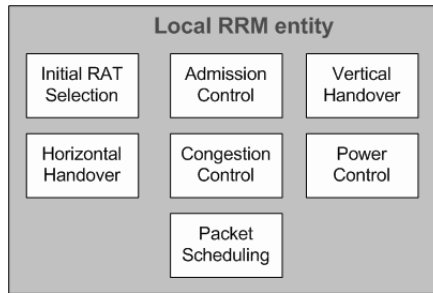 Local RRM entity
Initial RAT
Selection
Admission
Control
Vertical
Handover
Horizontal
Handover
Congestion
Control
Power
Control
Packet
Scheduling